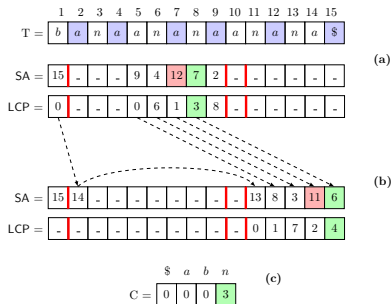 1 2 3 4 5 6 7 8 9 10 11 12 13 14 15
T = b a n a a n a n a a n a n a $
(a)
SA = 15 - - - 9 4 12 7 2 - - - - - -
LCP = 0 - - - 0 6 1 3 8 - - - - - -
(b)
SA = 15 14 - - - - - - - - 13 8 3 11 6
LCP = - - - - - - - - - - 0 1 7 2 4
$ a b n (c)
C = 0 0 0 3